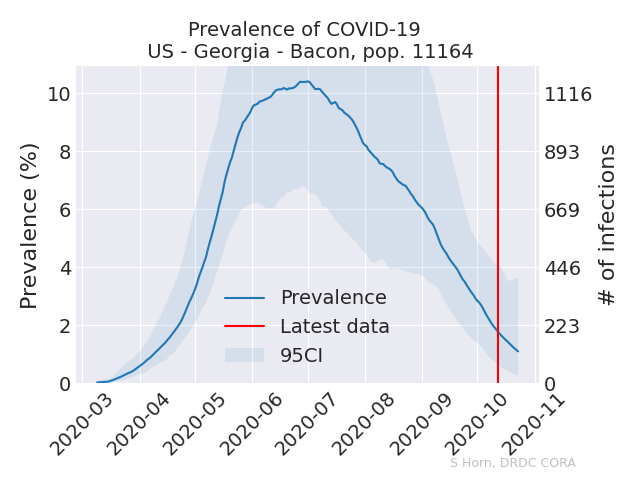 Prevalence of COVID-19
US - Georgia - Bacon, pop. 11164
Prevalence (%)
10
8
6
4
2
0
1116
893
669
446
223
0
# of infections
Prevalence
Latest data
95CI
2020-03
2020-04
2020-05
2020-06
2020-07
2020-08
2020-09
2020-10
2020-11
S Horn, DRDC CORA